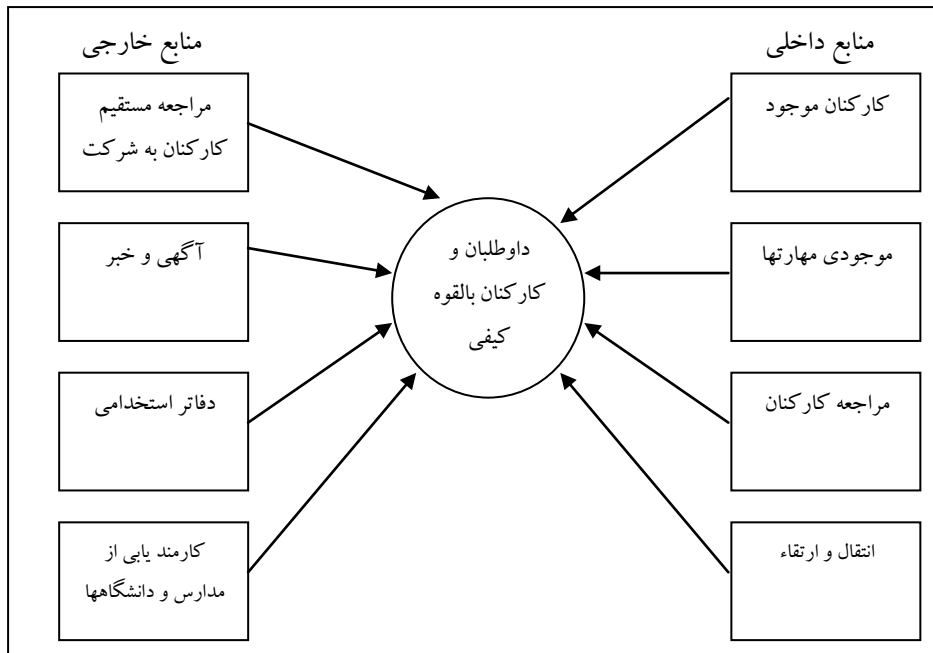 منابع داخلی
کارکنان موجود
موجودی مهارتها
مراجعه کارکنان
انتقال و ارتقاء
داوطلبان و
کارکنان بالقوه
کیفی
منابع خارجی
مراجعه مستقیم
کارکنان به شرکت
آگهی و خبر
دفاتر استخدامی
کارمند یابی از
مدارس و دانشگاهها